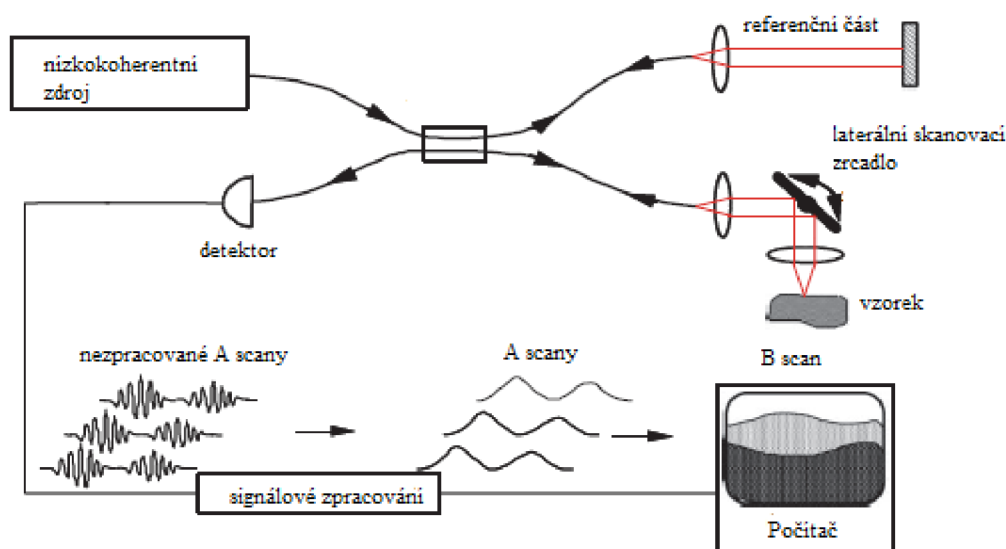 nizkokoherentni
zdroj
referenční část
laterálni skanovaci
zrcadlo
detektor
vzorek
nezpracované A scany
A scany
B scan
signálové zpracováni
Počítač